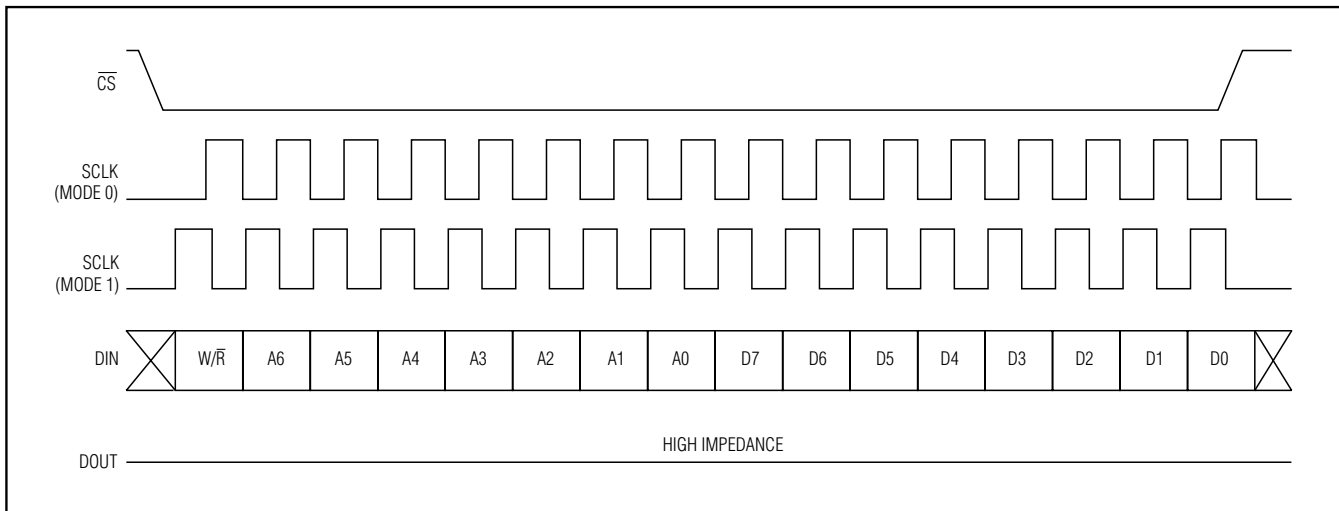 C̅S̅
SCLK
(MODE 0)
SCLK
(MODE 1)
DIN W/R̅ A6 A5 A4 A3 A2 A1 A0 D7 D6 D5 D4 D3 D2 D1 D0
HIGH IMPEDANCE
DOUT